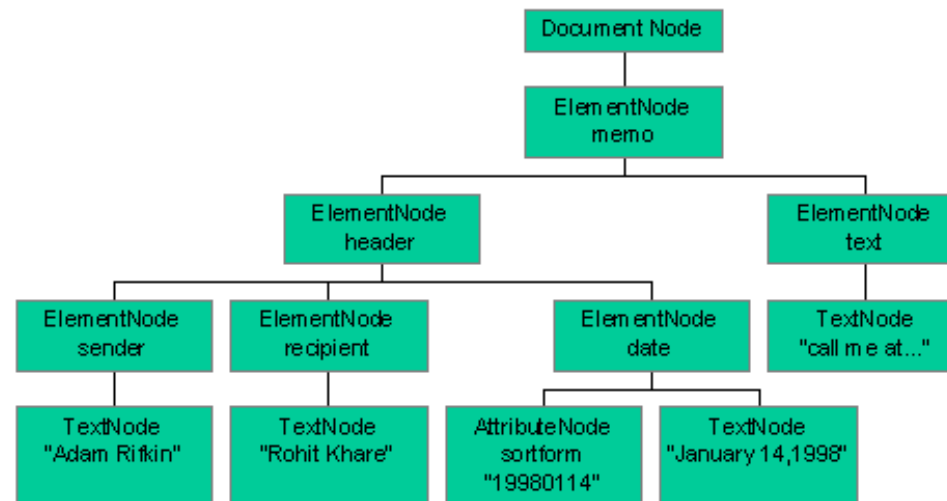 Document Node
ElementNode
memo
ElementNode
header
ElementNode
text
ElementNode
sender
ElementNode
recipient
ElementNode
date
TextNode
"call me at..."
TextNode
"Adam Rifkin"
TextNode
"Rohit Khare"
AttributeNode
sortform
"19980114"
TextNode
"January 14,1998"